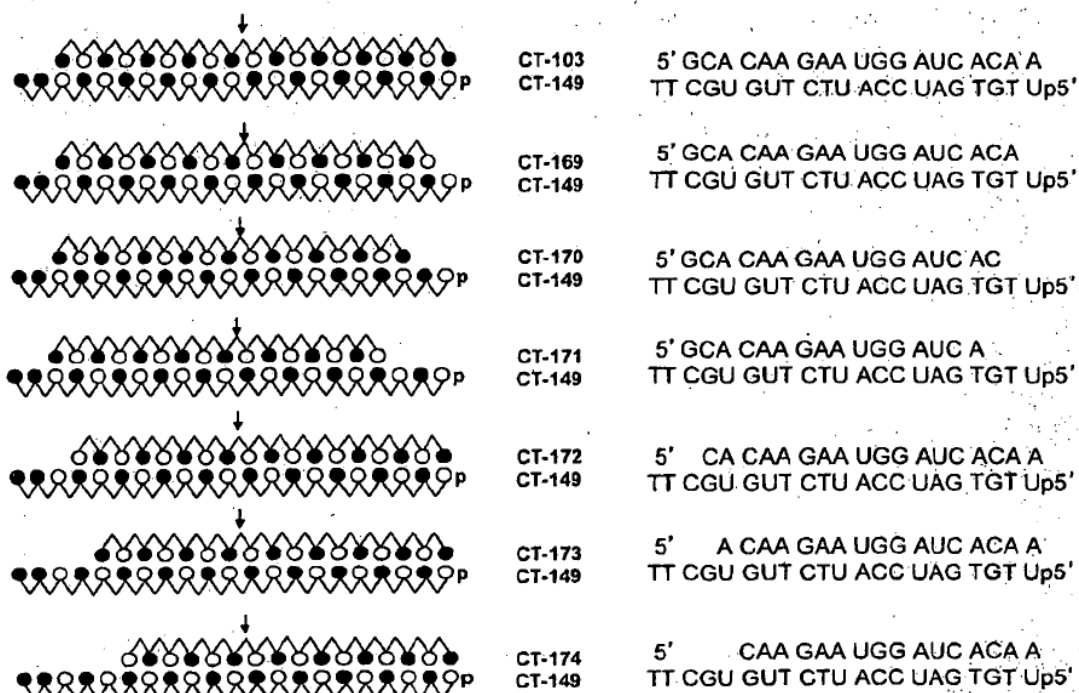 p CT-103 5' GCA CAA GAA UGG AUC ACA A
CT-149 TT CGU GUT CTU ACC UAG TGT Up5'
CT-169 5' GCA CAA GAA UGG AUC ACA
p CT-149 TT CGU GUT CTU ACC UAG TGT Up5'
CT-170 5' GCA CAA GAA UGG AUC AC
p CT-149 TT CGU GUT CTU ACC UAG TGT Up5'
CT-171 5' GCA CAA GAA UGG AUC A
p CT-149 TT CGU GUT CTU ACC UAG TGT Up5'
CT-172 5' CA CAA GAA UGG AUC ACA A
p CT-149 TT CGU GUT CTU ACC UAG TGT Up5'
CT-173 5' A CAA GAA UGG AUC ACA A
p CT-149 TT CGU GUT CTU ACC UAG TGT Up5'
CT-174 5' CAA GAA UGG AUC ACA A
p CT-149 TT CGU GUT CTU ACC UAG TGT Up5'